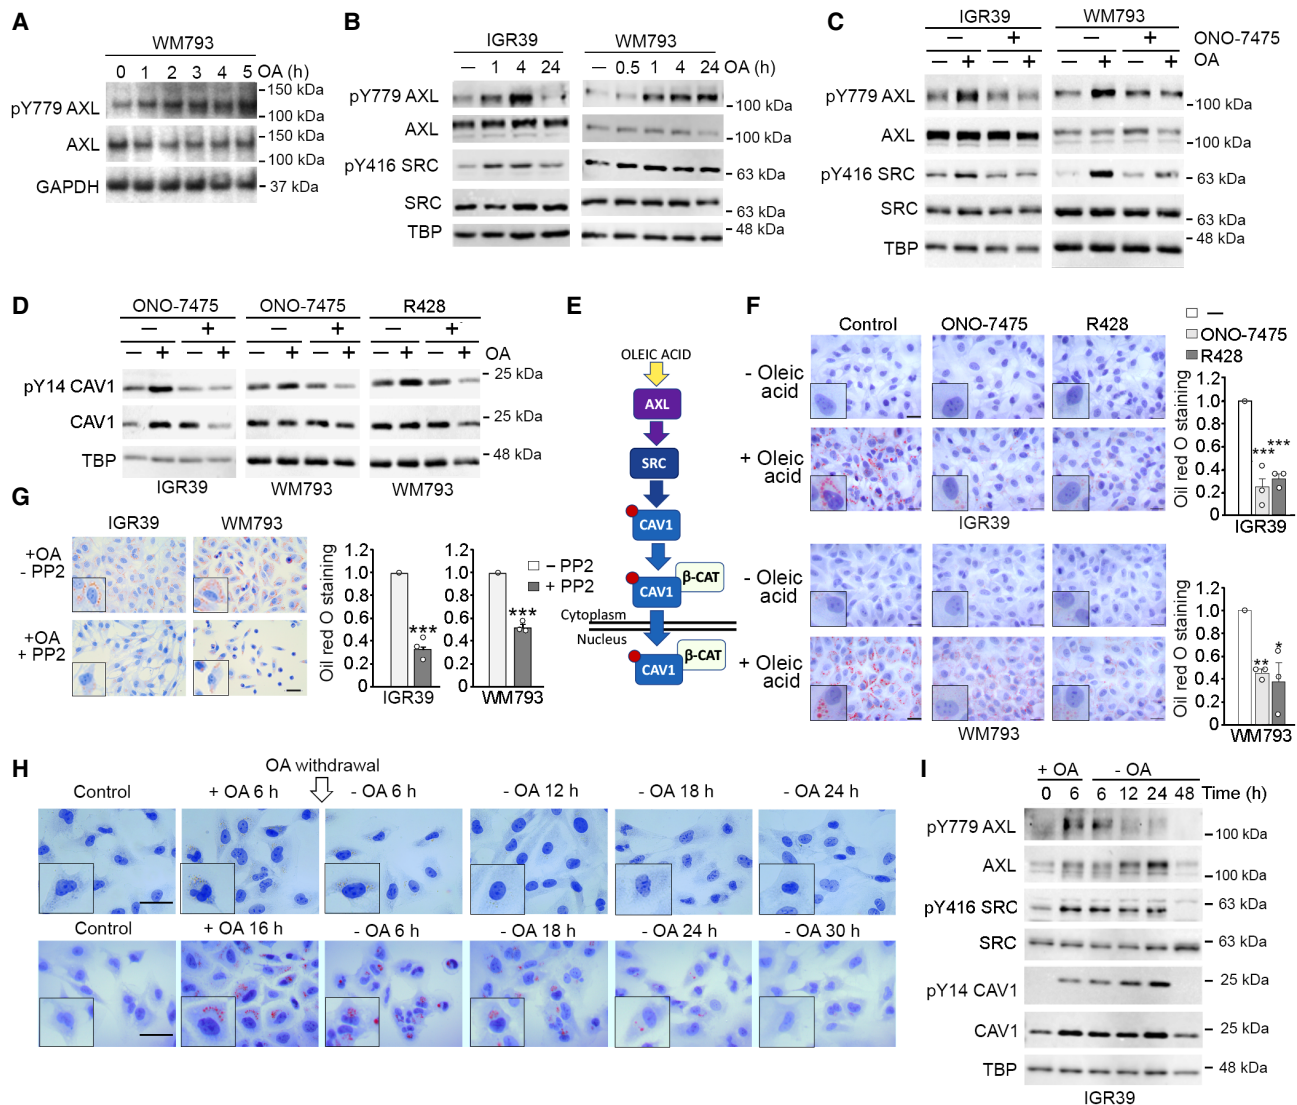 A
WM793
0 1 2 3 4 5 OA (h)
150 kDa
pY779 AXL
100 kDa
150 kDa
AXL
100 kDa
GAPDH
37 kDa
B
IGR39 WM793
— 1 4 24 — 0.5 1 4 24 OA (h)
pY779 AXL
100 kDa
AXL
100 kDa
pY416 SRC
63 kDa
SRC
63 kDa
48 kDa
TBP
C
IGR39 WM793
— + — + ONO-7475
— + — + — + — + OA
pY779 AXL
100 kDa
AXL
100 kDa
pY416 SRC
63 kDa
SRC
63 kDa
48 kDa
TBP
D
ONO-7475 ONO-7475 R428
— + — + — +
— + — + — + — + — + — + OA
25 kDa
pY14 CAV1
25 kDa
CAV1
48 kDa
TBP
IGR39 WM793 WM793
E
OLEIC ACID
AXL
SRC
CAV1
CAV1 β-CAT
Cytoplasm
Nucleus
CAV1 β-CAT
F
Control ONO-7475 R428
- Oleic
acid
+ Oleic
acid
IGR39
- Oleic
acid
+ Oleic
acid
WM793
—
ONO-7475
R428
Oil red O staining
1.2
1
0.8
0.6
0.4
0.2
0
*** ***
IGR39
Oil red O staining
1.2
1
0.8
0.6
0.4
0.2
0
** *
WM793
G
IGR39 WM793
+OA
- PP2
+OA
+ PP2
Oil red O staining
1.2
1
0.8
0.6
0.4
0.2
0
***
IGR39
1.2
1
0.8
0.6
0.4
0.2
0
***
WM793
– PP2
+ PP2
H
OA withdrawal
Control + OA 6 h - OA 6 h - OA 12 h - OA 18 h - OA 24 h
Control + OA 16 h - OA 6 h - OA 18 h - OA 24 h - OA 30 h
I
+ OA - OA
0 6 6 12 24 48 Time (h)
pY779 AXL
100 kDa
AXL
100 kDa
pY416 SRC
63 kDa
SRC
63 kDa
pY14 CAV1
25 kDa
CAV1
25 kDa
TBP
48 kDa
IGR39